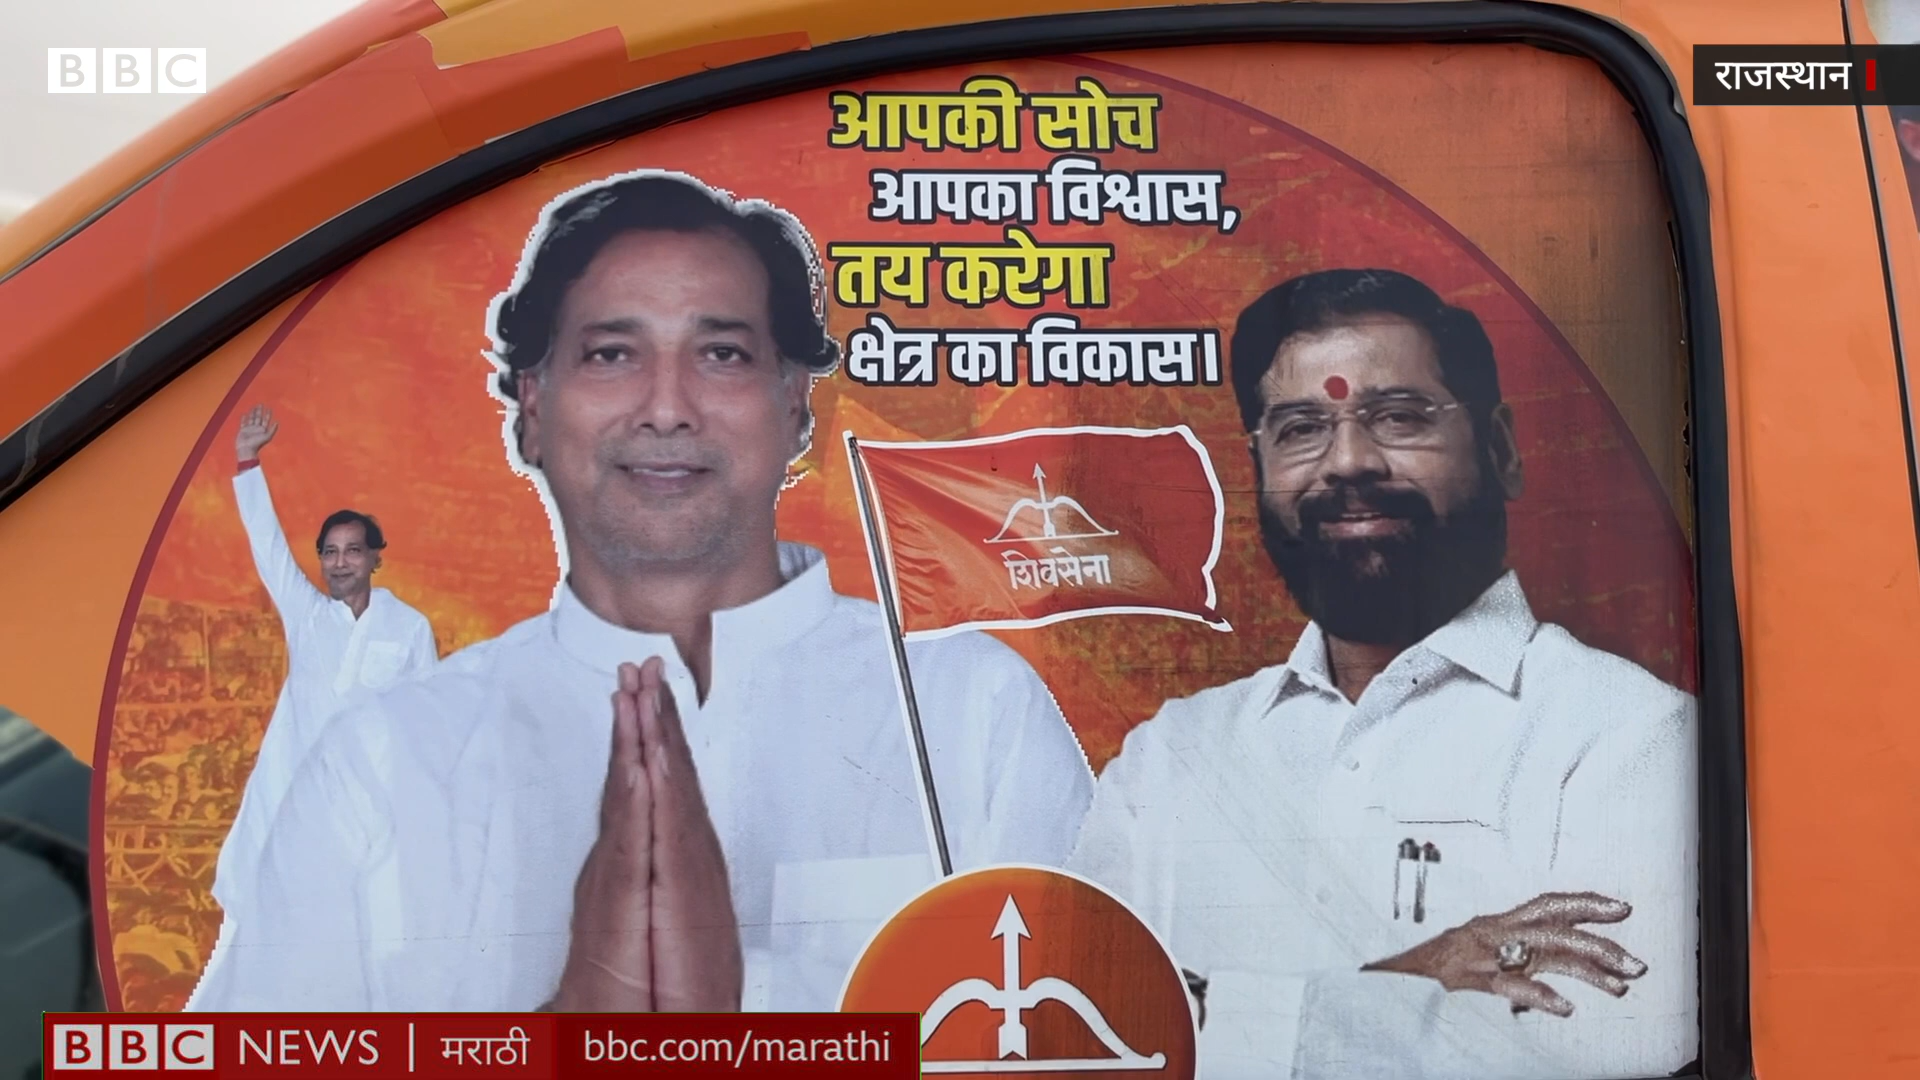 BBC
राजस्थान
आपकी सोच
आपका विश्वास,
तय करेगा
क्षेत्र का विकास।
शिवसेना
BBC NEWS | मराठी bbc.com/marathi